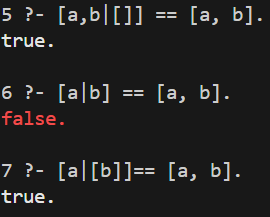 5 ?- [a,b|[]] == [a, b].
true.
6 ?- [a|b] == [a, b].
false.
7 ?- [a|[b]]== [a, b].
true.